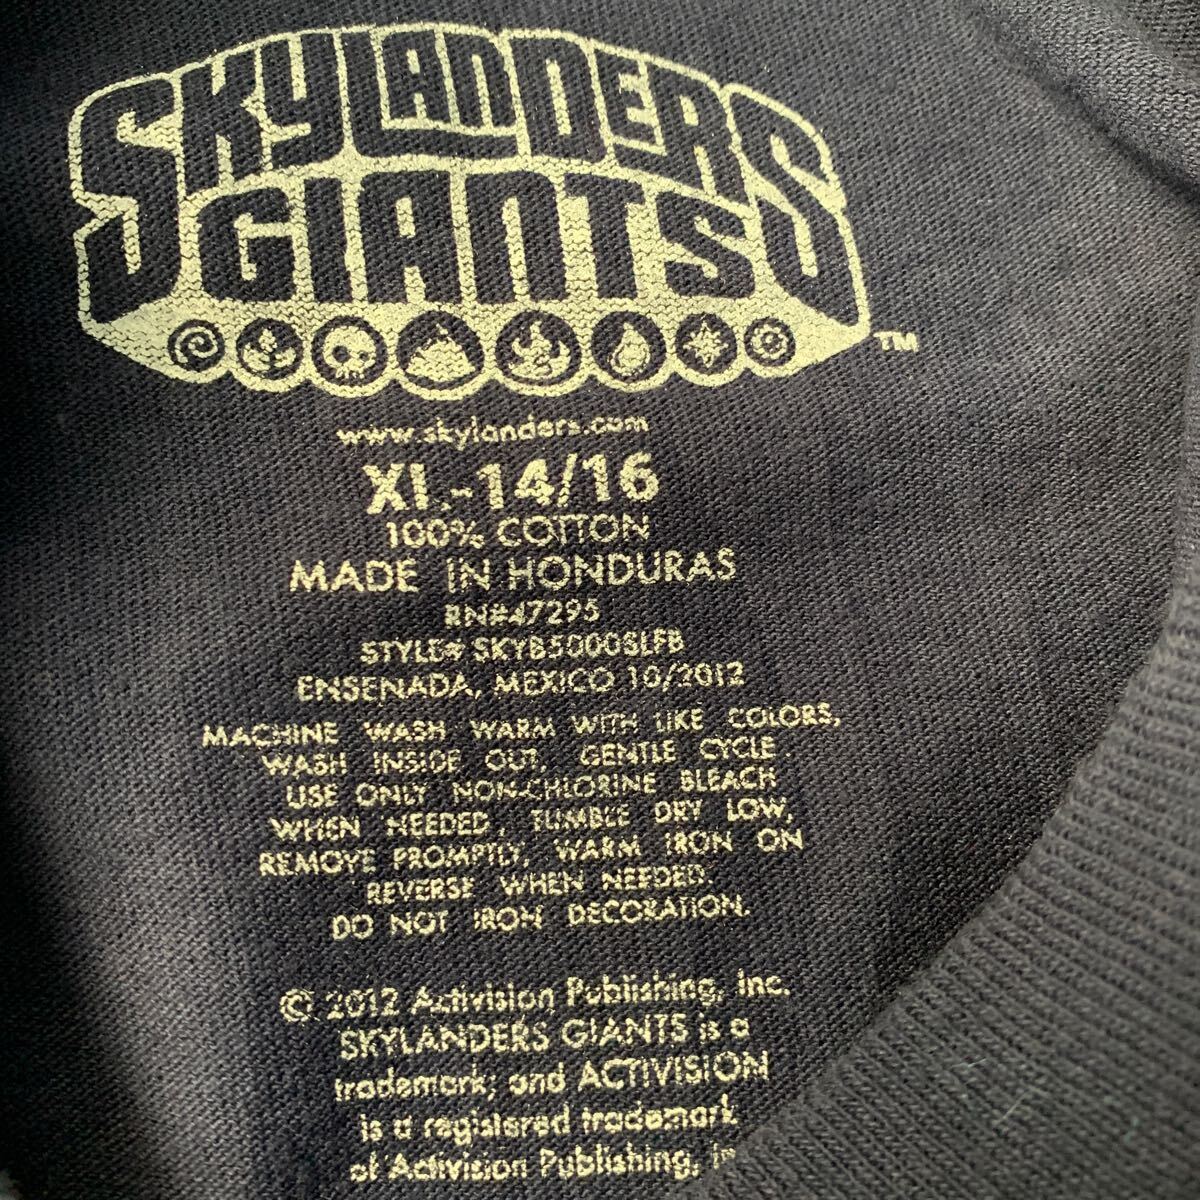 SKYLANDERS
GIANTS
TM
www.skylanders.com
XL-14/16
100% COTTON
MADE IN HONDURAS
RN#47295
STYLE# SKYB5000SLFB
ENSENADA, MEXICO 10/2012
MACHINE WASH WARM WITH LIKE COLORS,
WASH INSIDE OUT, GENTLE CYCLE.
USE ONLY NON-CHLORINE BLEACH
WHEN NEEDED, TUMBLE DRY LOW,
REMOVE PROMPTLY, WARM IRON ON
REVERSE WHEN NEEDED.
DO NOT IRON DECORATION.
© 2012 Activision Publishing, Inc.
SKYLANDERS GIANTS is a
trademark; and ACTIVISION
is a registered trademark
of Activision Publishing, In